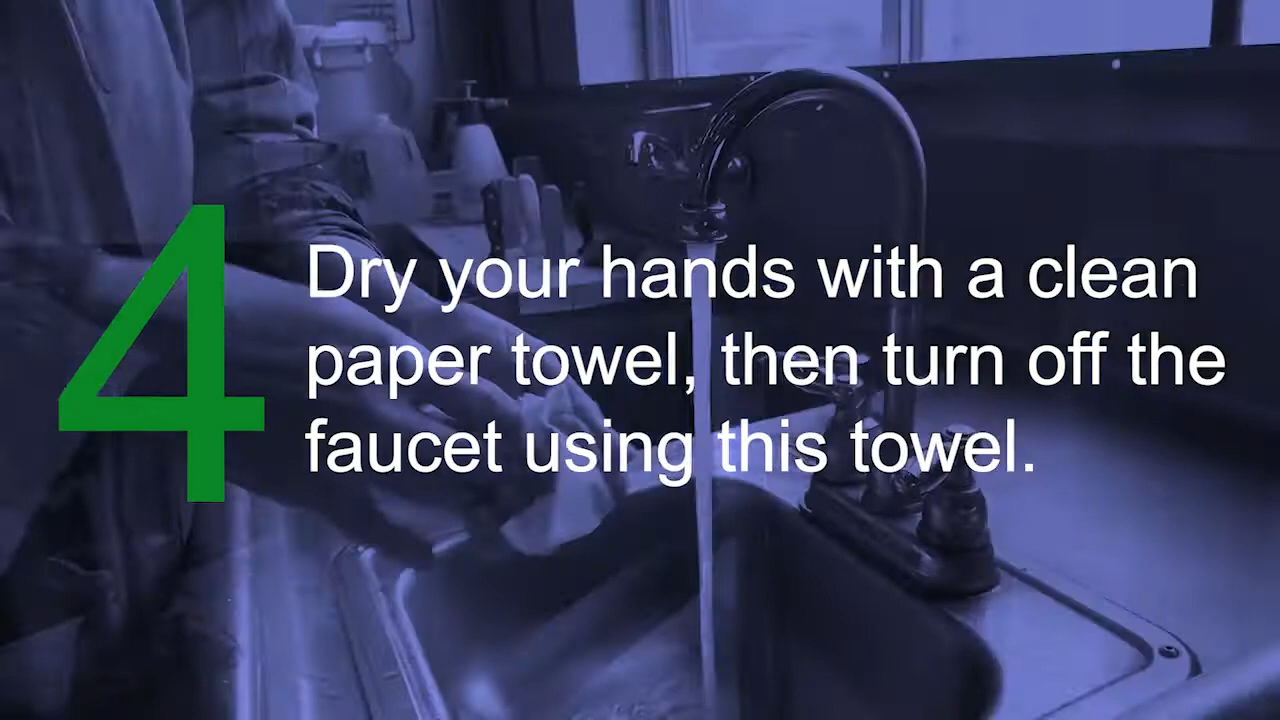 4
Dry your hands with a clean
paper towel, then turn off the
faucet using this towel.